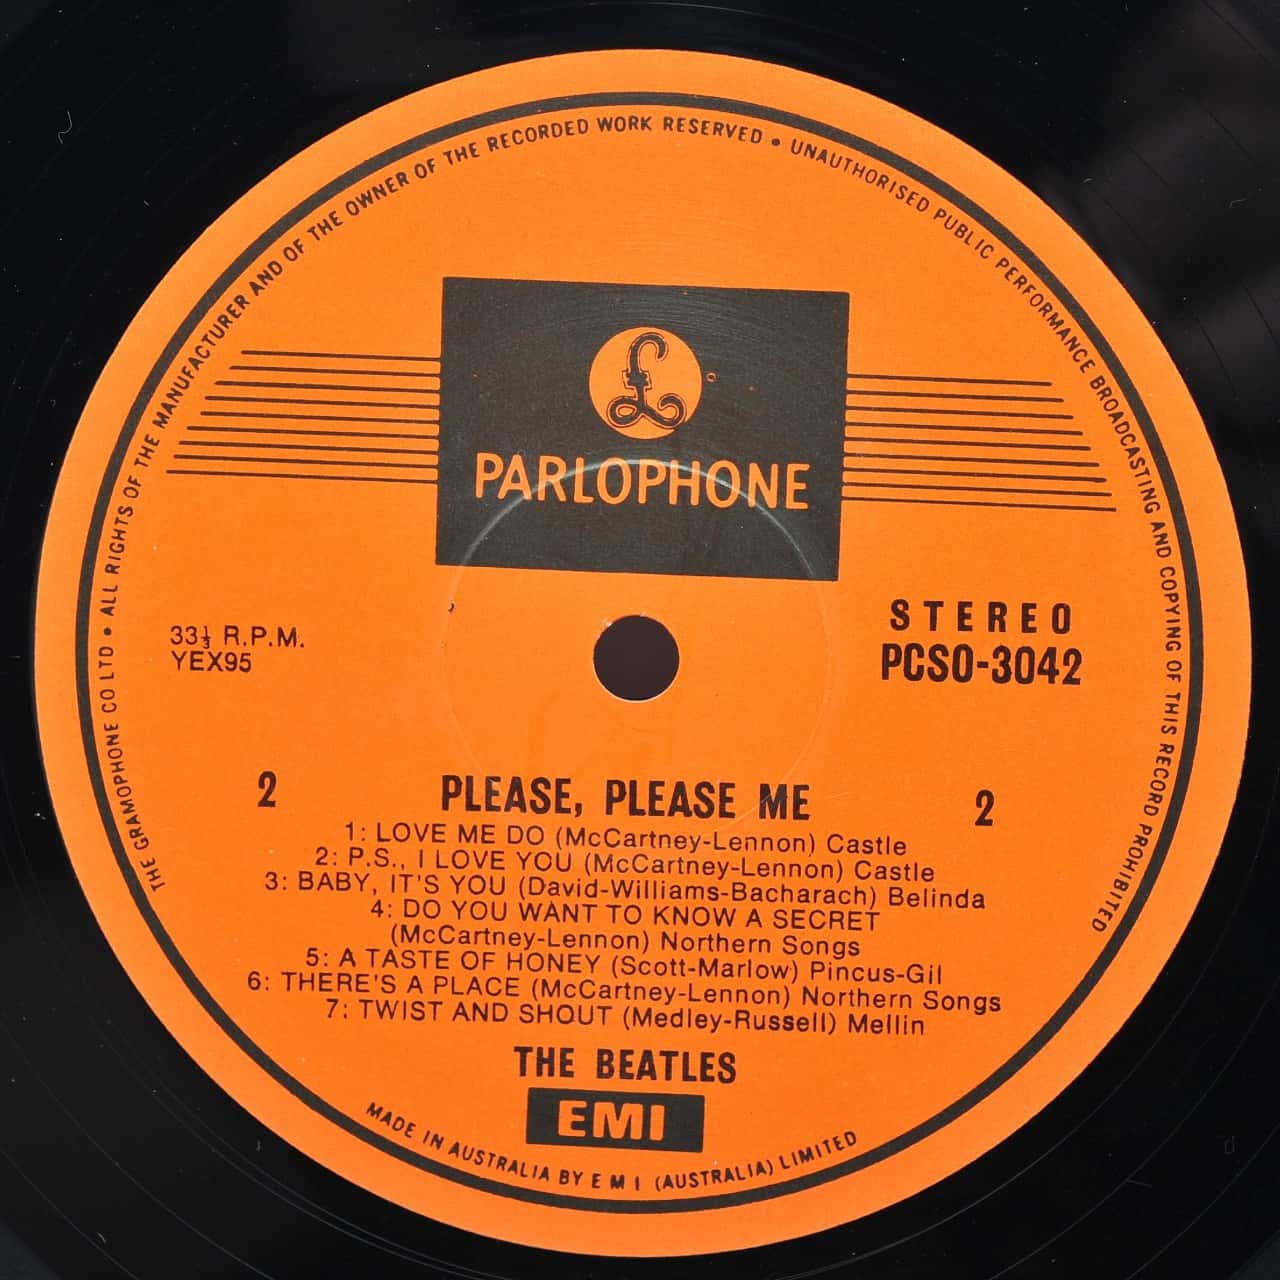 THE GRAMOPHONE CO LTD • ALL RIGHTS OF THE MANUFACTURER AND OF THE OWNER OF THE RECORDED WORK RESERVED • UNAUTHORISED PUBLIC PERFORMANCE BROADCASTING AND COPYING OF THIS RECORD PROHIBITED
£
PARLOPHONE
33⅓ R.P.M.
YEX95
STEREO
PCSO-3042
2 PLEASE, PLEASE ME 2
1: LOVE ME DO (McCartney-Lennon) Castle
2: P.S., I LOVE YOU (McCartney-Lennon) Castle
3: BABY, IT'S YOU (David-Williams-Bacharach) Belinda
4: DO YOU WANT TO KNOW A SECRET
(McCartney-Lennon) Northern Songs
5: A TASTE OF HONEY (Scott-Marlow) Pincus-Gil
6: THERE'S A PLACE (McCartney-Lennon) Northern Songs
7: TWIST AND SHOUT (Medley-Russell) Mellin
THE BEATLES
EMI
MADE IN AUSTRALIA BY E M I (AUSTRALIA) LIMITED